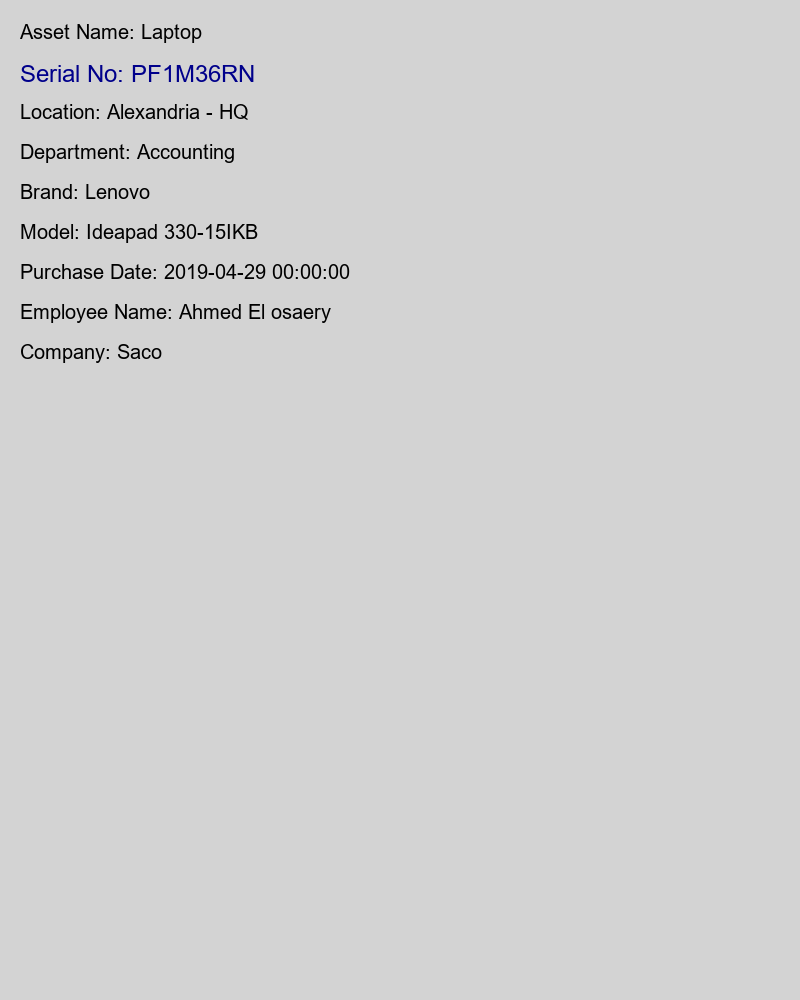 Asset Name: Laptop
Serial No: PF1M36RN
Location: Alexandria - HQ
Department: Accounting
Brand: Lenovo
Model: Ideapad 330-15IKB
Purchase Date: 2019-04-29 00:00:00
Employee Name: Ahmed El osaery
Company: Saco